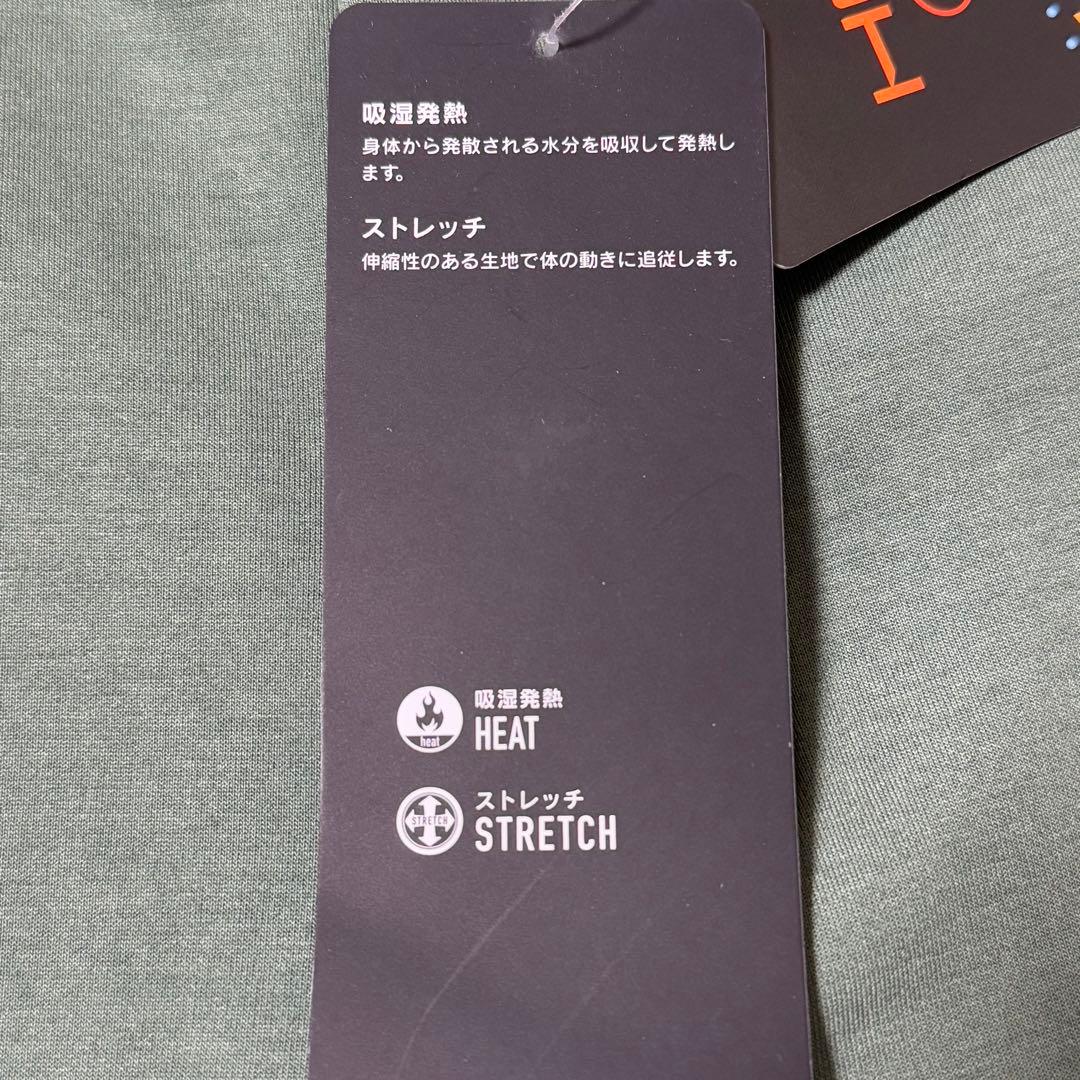 吸湿発熱
身体から発散される水分を吸収して発熱し
ます。
ストレッチ
伸縮性のある生地で体の動きに追従します。
heat
吸湿発熱
HEAT
STRETCH
ストレッチ
STRETCH